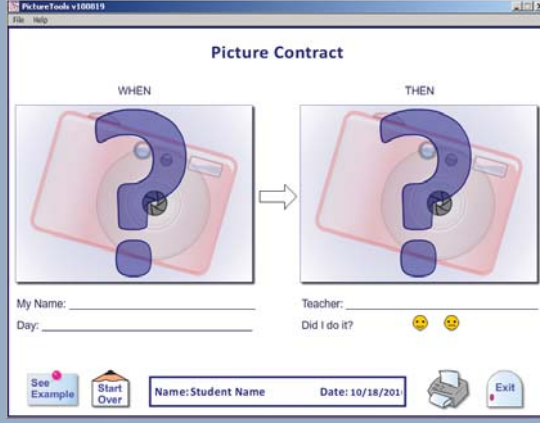 PictureTools v100819
File Help
Picture Contract
WHEN THEN
My Name: Teacher:
Day: Did I do it?
See Example
Start Over
Name: Student Name Date: 10/18/201
Exit